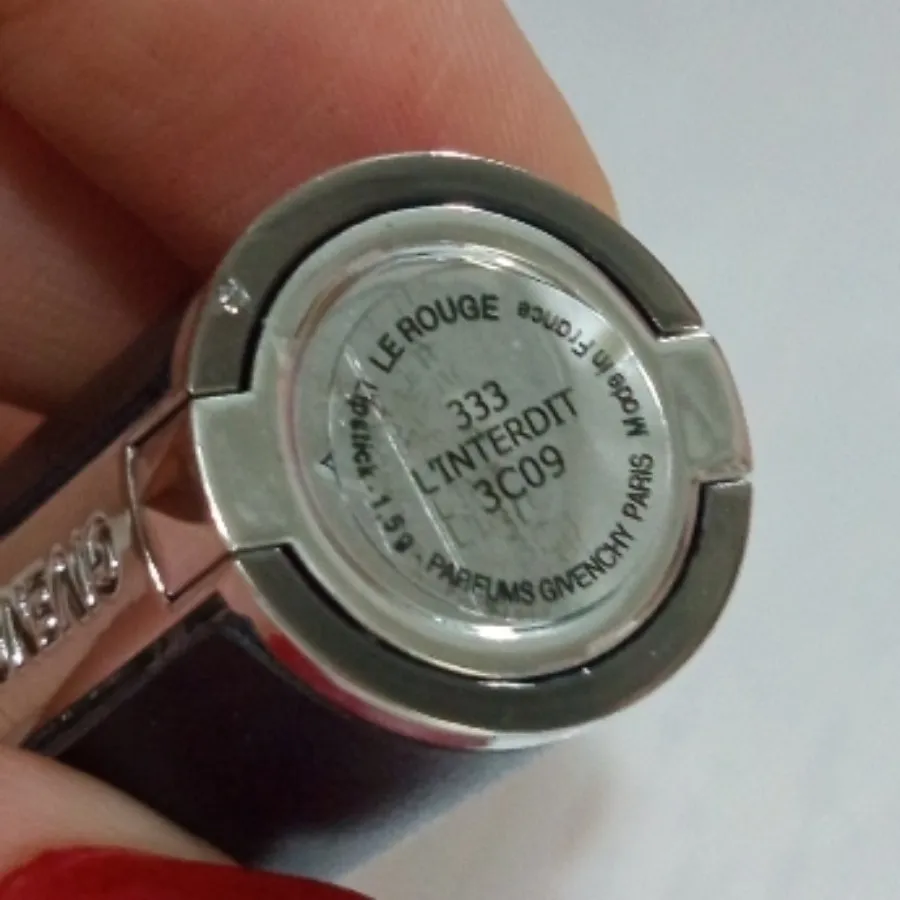 LE ROUGE
Lipstick - 1.5 g - PARFUMS GIVENCHY PARIS
Made in France
333
L'INTERDIT
3C09